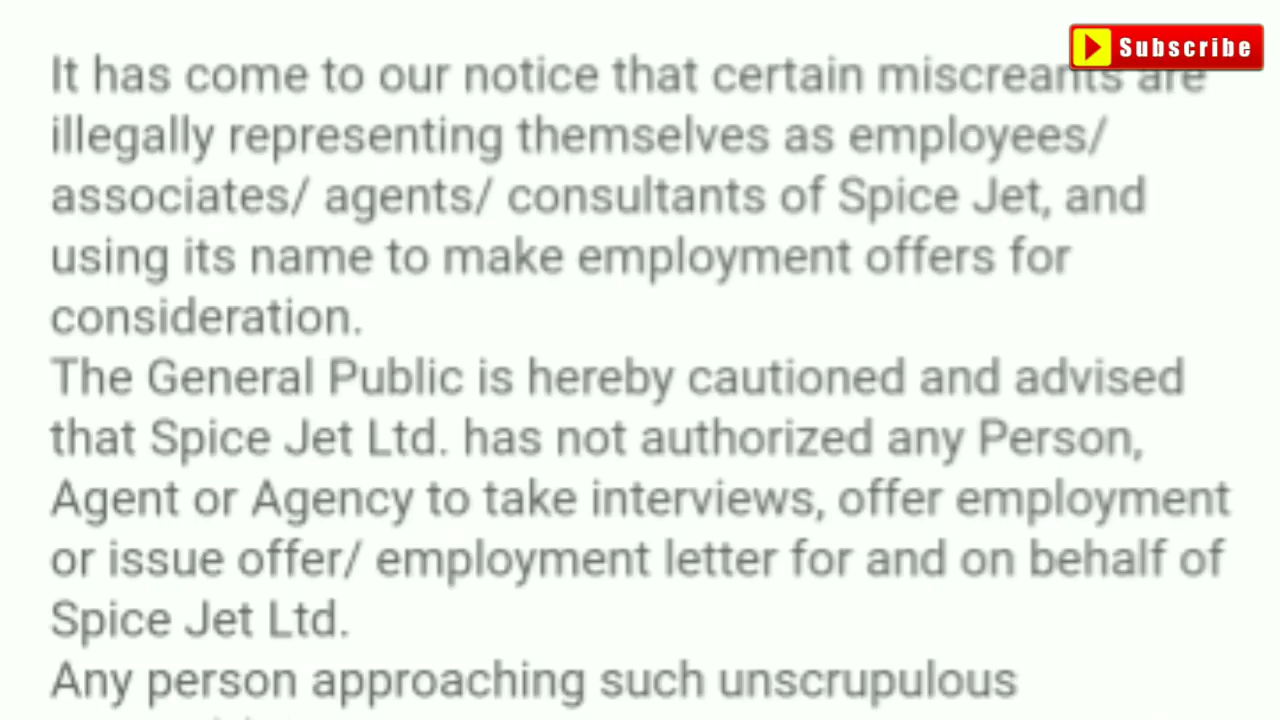 Subscribe
It has come to our notice that certain miscreants are
illegally representing themselves as employees/
associates/ agents/ consultants of Spice Jet, and
using its name to make employment offers for
consideration.
The General Public is hereby cautioned and advised
that Spice Jet Ltd. has not authorized any Person,
Agent or Agency to take interviews, offer employment
or issue offer/ employment letter for and on behalf of
Spice Jet Ltd.
Any person approaching such unscrupulous